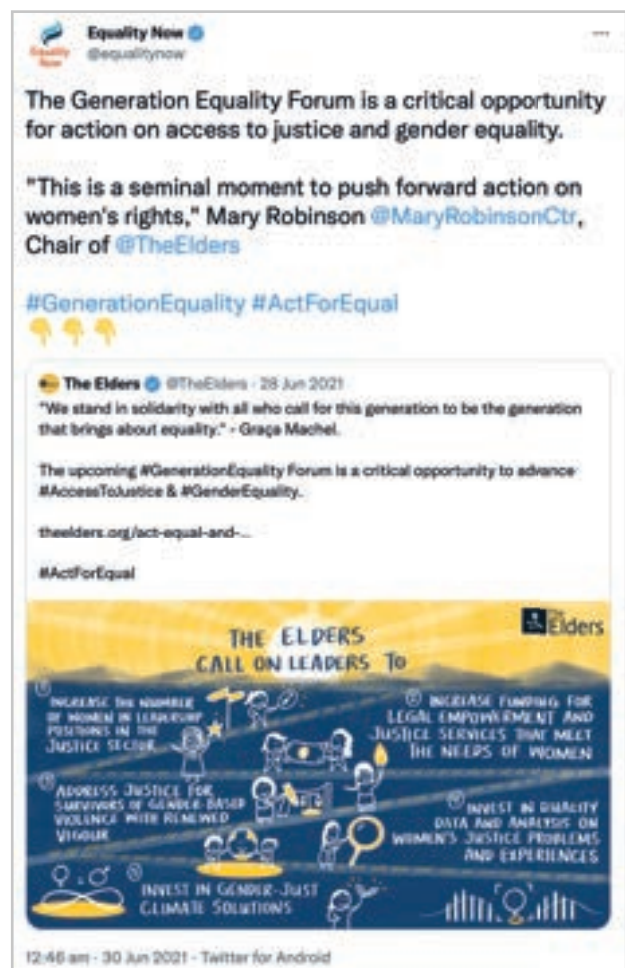 Equality Now
@equalitynow
Equality
Now
The Generation Equality Forum is a critical opportunity
for action on access to justice and gender equality.
"This is a seminal moment to push forward action on
women's rights," Mary Robinson @MaryRobinsonCtr,
Chair of @TheElders
#GenerationEquality #ActForEqual
The Elders @TheElders · 28 Jun 2021
"We stand in solidarity with all who call for this generation to be the generation
that brings about equality." - Graça Machel.
The upcoming #GenerationEquality Forum is a critical opportunity to advance
#AccessToJustice & #GenderEquality.
theelders.org/act-equal-and-...
#ActForEqual
The
Elders
THE ELDERS
CALL ON LEADERS TO
1 INCREASE THE NUMBER
OF WOMEN IN LEADERSHIP
POSITIONS IN THE
JUSTICE SECTOR
2 INCREASE FUNDING FOR
LEGAL EMPOWERMENT AND
JUSTICE SERVICES THAT MEET
THE NEEDS OF WOMEN
3 ADDRESS JUSTICE FOR
SURVIVORS OF GENDER-BASED
VIOLENCE WITH RENEWED
VIGOUR
4 INVEST IN QUALITY
DATA AND ANALYSIS ON
WOMEN'S JUSTICE PROBLEMS
AND EXPERIENCES
5 INVEST IN GENDER-JUST
CLIMATE SOLUTIONS
12:46 am · 30 Jun 2021 · Twitter for Android